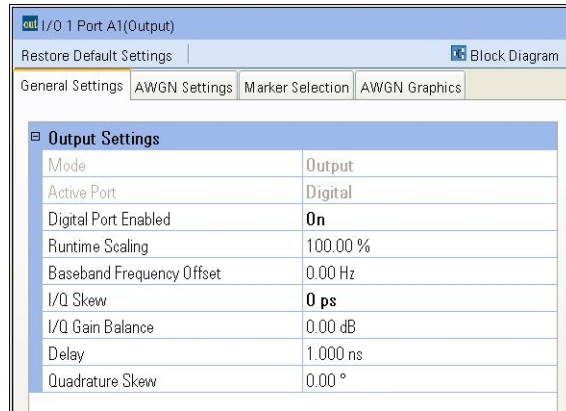 out I/O 1 Port A1(Output)
Restore Default Settings Block Diagram
General Settings AWGN Settings Marker Selection AWGN Graphics
Output Settings
Mode Output
Active Port Digital
Digital Port Enabled On
Runtime Scaling 100.00 %
Baseband Frequency Offset 0.00 Hz
I/Q Skew 0 ps
I/Q Gain Balance 0.00 dB
Delay 1.000 ns
Quadrature Skew 0.00 °